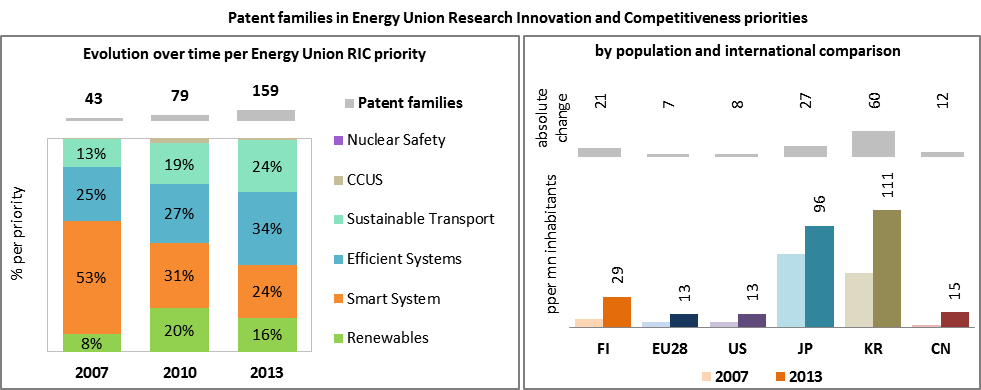 Patent families in Energy Union Research Innovation and Competitiveness priorities
Evolution over time per Energy Union RIC priority
43 79 159
Patent families
Nuclear Safety
CCUS
Sustainable Transport
Efficient Systems
Smart System
Renewables
% per priority
13% 19% 24%
25% 27% 34%
53% 31% 24%
8% 20% 16%
2007 2010 2013
by population and international comparison
absolute
change
21 7 8 27 60 12
pper mn inhabitants
29 13 13 96 111 15
FI EU28 US JP KR CN
2007 2013